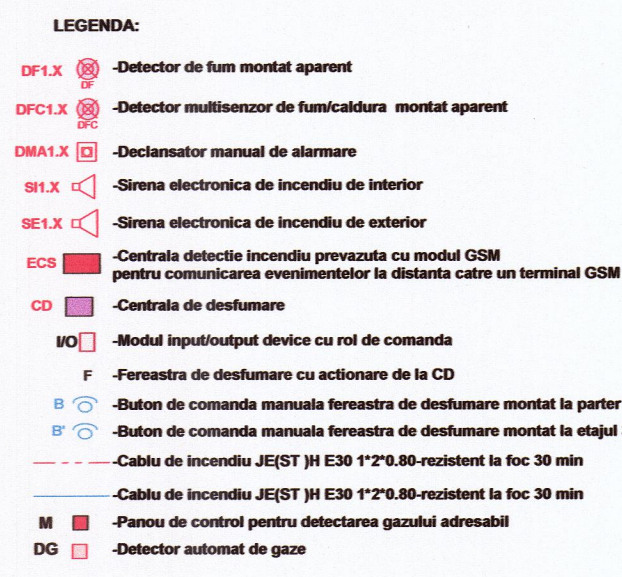 LEGENDA:
DF1.X DF -Detector de fum montat aparent
DFC1.X DFC -Detector multisenzor de fum/caldura montat aparent
DMA1.X -Declansator manual de alarmare
SI1.X -Sirena electronica de incendiu de interior
SE1.X -Sirena electronica de incendiu de exterior
ECS -Centrala detectie incendiu prevazuta cu modul GSM
pentru comunicarea evenimentelor la distanta catre un terminal GSM
CD -Centrala de desfumare
I/O -Modul input/output device cu rol de comanda
F -Fereastra de desfumare cu actionare de la CD
B -Buton de comanda manuala fereastra de desfumare montat la parter
B' -Buton de comanda manuala fereastra de desfumare montat la etajul
-Cablu de incendiu JE(ST )H E30 1*2*0.80-rezistent la foc 30 min
-Cablu de incendiu JE(ST )H E30 1*2*0.80-rezistent la foc 30 min
M -Panou de control pentru detectarea gazului adresabil
DG -Detector automat de gaze